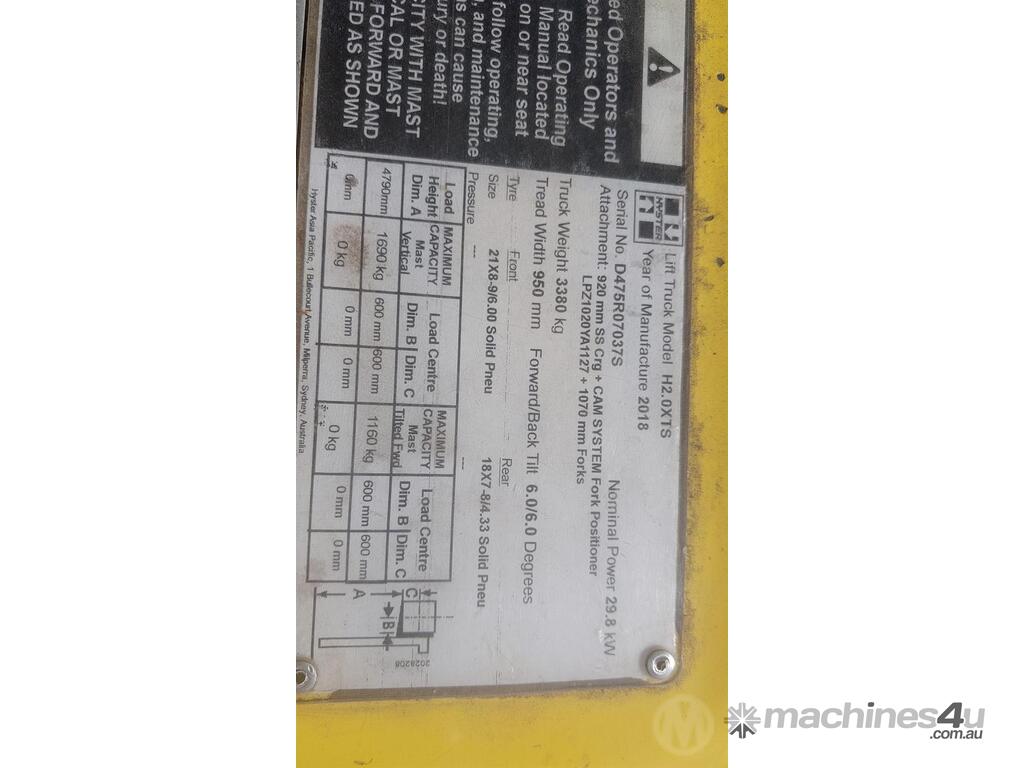 ed Operators and
echanics Only
Read Operating
Manual located
on or near seat
follow operating,
, and maintenance
ns can cause
ury or death!
CITY WITH MAST
CAL OR MAST
FORWARD AND
ED AS SHOWN
HYSTER
Lift Truck Model H2.0XTS
Year of Manufacture 2018 Nominal Power 29.8 kW
Serial No. D475R07037S
Attachment: 920 mm SS Crg + CAM SYSTEM Fork Positioner
LPZ1020YA1127 + 1070 mm Forks
Truck Weight 3380 kg
Tread Width 950 mm Forward/Back Tilt 6.0/6.0 Degrees
Tyre Front Rear
Size 21X8-9/6.00 Solid Pneu 18X7-8/4.33 Solid Pneu
Pressure --- ---
Load Height Dim. A MAXIMUM CAPACITY Mast Vertical Load Centre Dim. B Dim. C MAXIMUM CAPACITY Mast Tilted Fwd Load Centre Dim. B Dim. C
4790mm 1690 kg 600 mm 600 mm 1160 kg 600 mm 600 mm
0mm 0 kg 0 mm 0 mm 0 kg 0 mm 0 mm
Hyster Asia Pacific, 1 Bullecourt Avenue, Milperra, Sydney, Australia
A
B
C
2028208
M
machines4u
.com.au